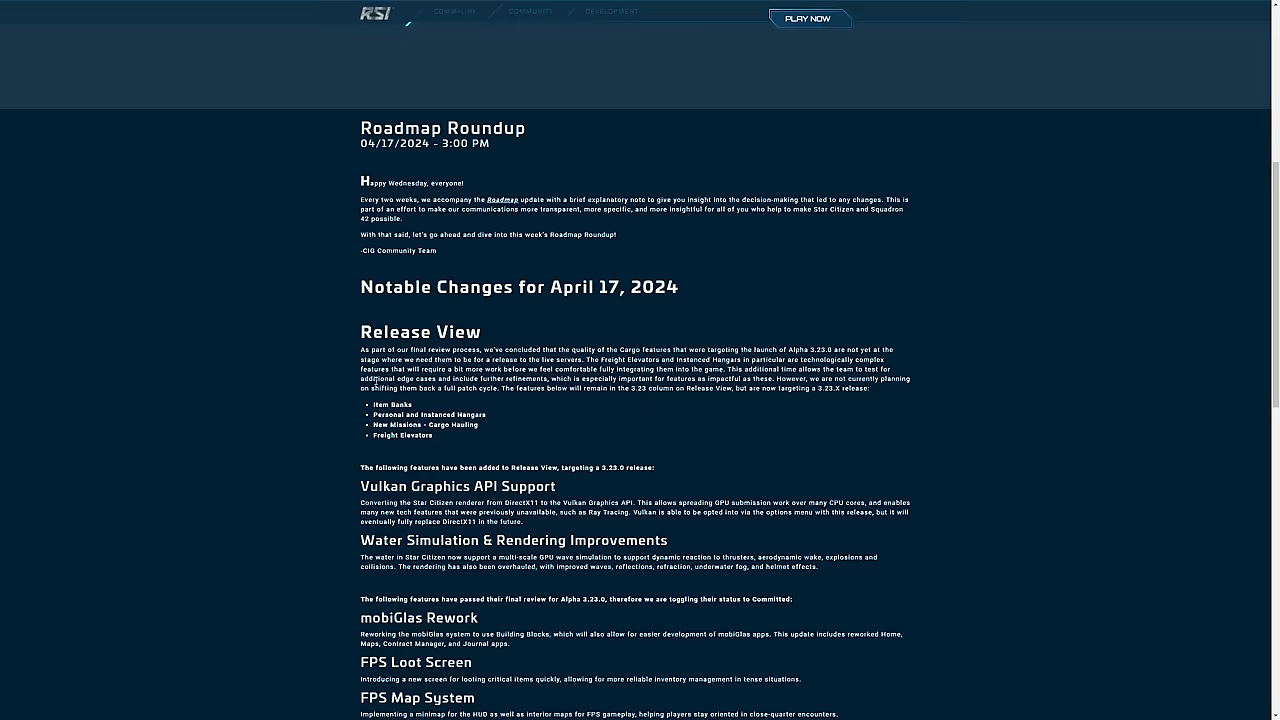 RSI
COMM-LINK
COMMUNITY
DEVELOPMENT
PLAY NOW
Roadmap Roundup
04/17/2024 - 3:00 PM
Happy Wednesday, everyone!
Every two weeks, we accompany the Roadmap update with a brief explanatory note to give you insight into the decision-making that led to any changes. This is
part of an effort to make our communications more transparent, more specific, and more insightful for all of you who help to make Star Citizen and Squadron
42 possible.
With that said, let's go ahead and dive into this week's Roadmap Roundup!
-CIG Community Team
Notable Changes for April 17, 2024
Release View
As part of our final review process, we've concluded that the quality of the Cargo features that were targeting the launch of Alpha 3.23.0 are not yet at the
stage where we need them to be for a release to the live servers. The Freight Elevators and Instanced Hangars in particular are technologically complex
features that will require a bit more work before we feel comfortable fully integrating them into the game. This additional time allows the team to test for
additional edge cases and include further refinements, which is especially important for features as impactful as these. However, we are not currently planning
on shifting them back a full patch cycle. The features below will remain in the 3.23 column on Release View, but are now targeting a 3.23.X release:
• Item Banks
• Personal and Instanced Hangars
• New Missions - Cargo Hauling
• Freight Elevators
The following features have been added to Release View, targeting a 3.23.0 release:
Vulkan Graphics API Support
Converting the Star Citizen renderer from DirectX11 to the Vulkan Graphics API. This allows spreading GPU submission work over many CPU cores, and enables
many new tech features that were previously unavailable, such as Ray Tracing. Vulkan is able to be opted into via the options menu with this release, but it will
eventually fully replace DirectX11 in the future.
Water Simulation & Rendering Improvements
The water in Star Citizen now support a multi-scale GPU wave simulation to support dynamic reaction to thrusters, aerodynamic wake, explosions and
collisions. The rendering has also been overhauled, with improved waves, reflections, refraction, underwater fog, and helmet effects.
The following features have passed their final review for Alpha 3.23.0, therefore we are toggling their status to Committed:
mobiGlas Rework
Reworking the mobiGlas system to use Building Blocks, which will also allow for easier development of mobiGlas apps. This update includes reworked Home,
Maps, Contract Manager, and Journal apps.
FPS Loot Screen
Introducing a new screen for looting critical items quickly, allowing for more reliable inventory management in tense situations.
FPS Map System
Implementing a minimap for the HUD as well as interior maps for FPS gameplay, helping players stay oriented in close-quarter encounters.